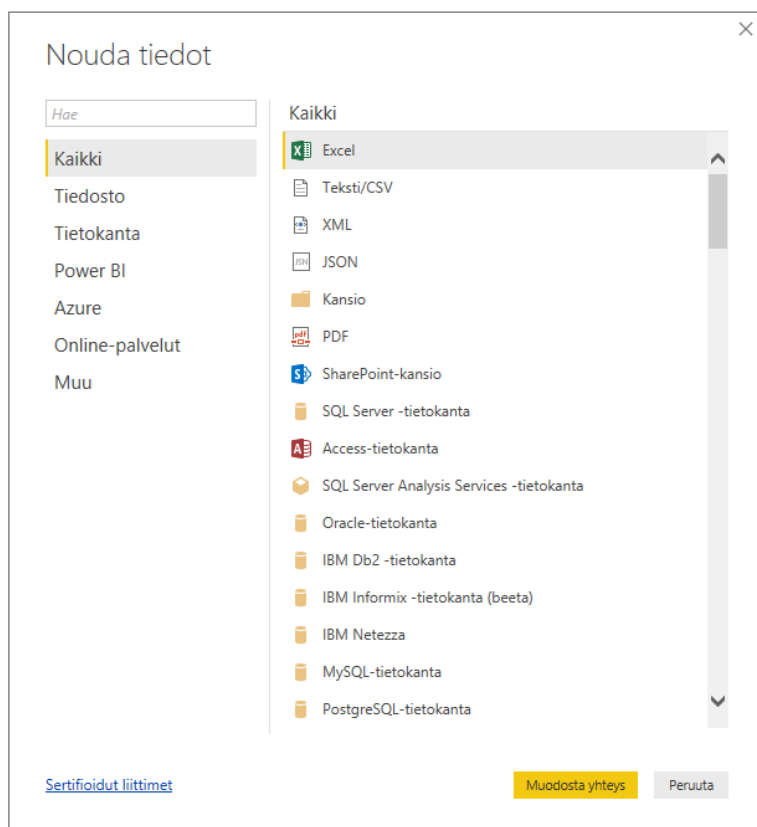 Nouda tiedot
Hae
Kaikki
Tiedosto
Tietokanta
Power BI
Azure
Online-palvelut
Muu
Kaikki
Excel
Teksti/CSV
XML
JSON
Kansio
PDF
SharePoint-kansio
SQL Server -tietokanta
Access-tietokanta
SQL Server Analysis Services -tietokanta
Oracle-tietokanta
IBM Db2 -tietokanta
IBM Informix -tietokanta (beeta)
IBM Netezza
MySQL-tietokanta
PostgreSQL-tietokanta
Sertifioidut liittimet
Muodosta yhteys
Peruuta